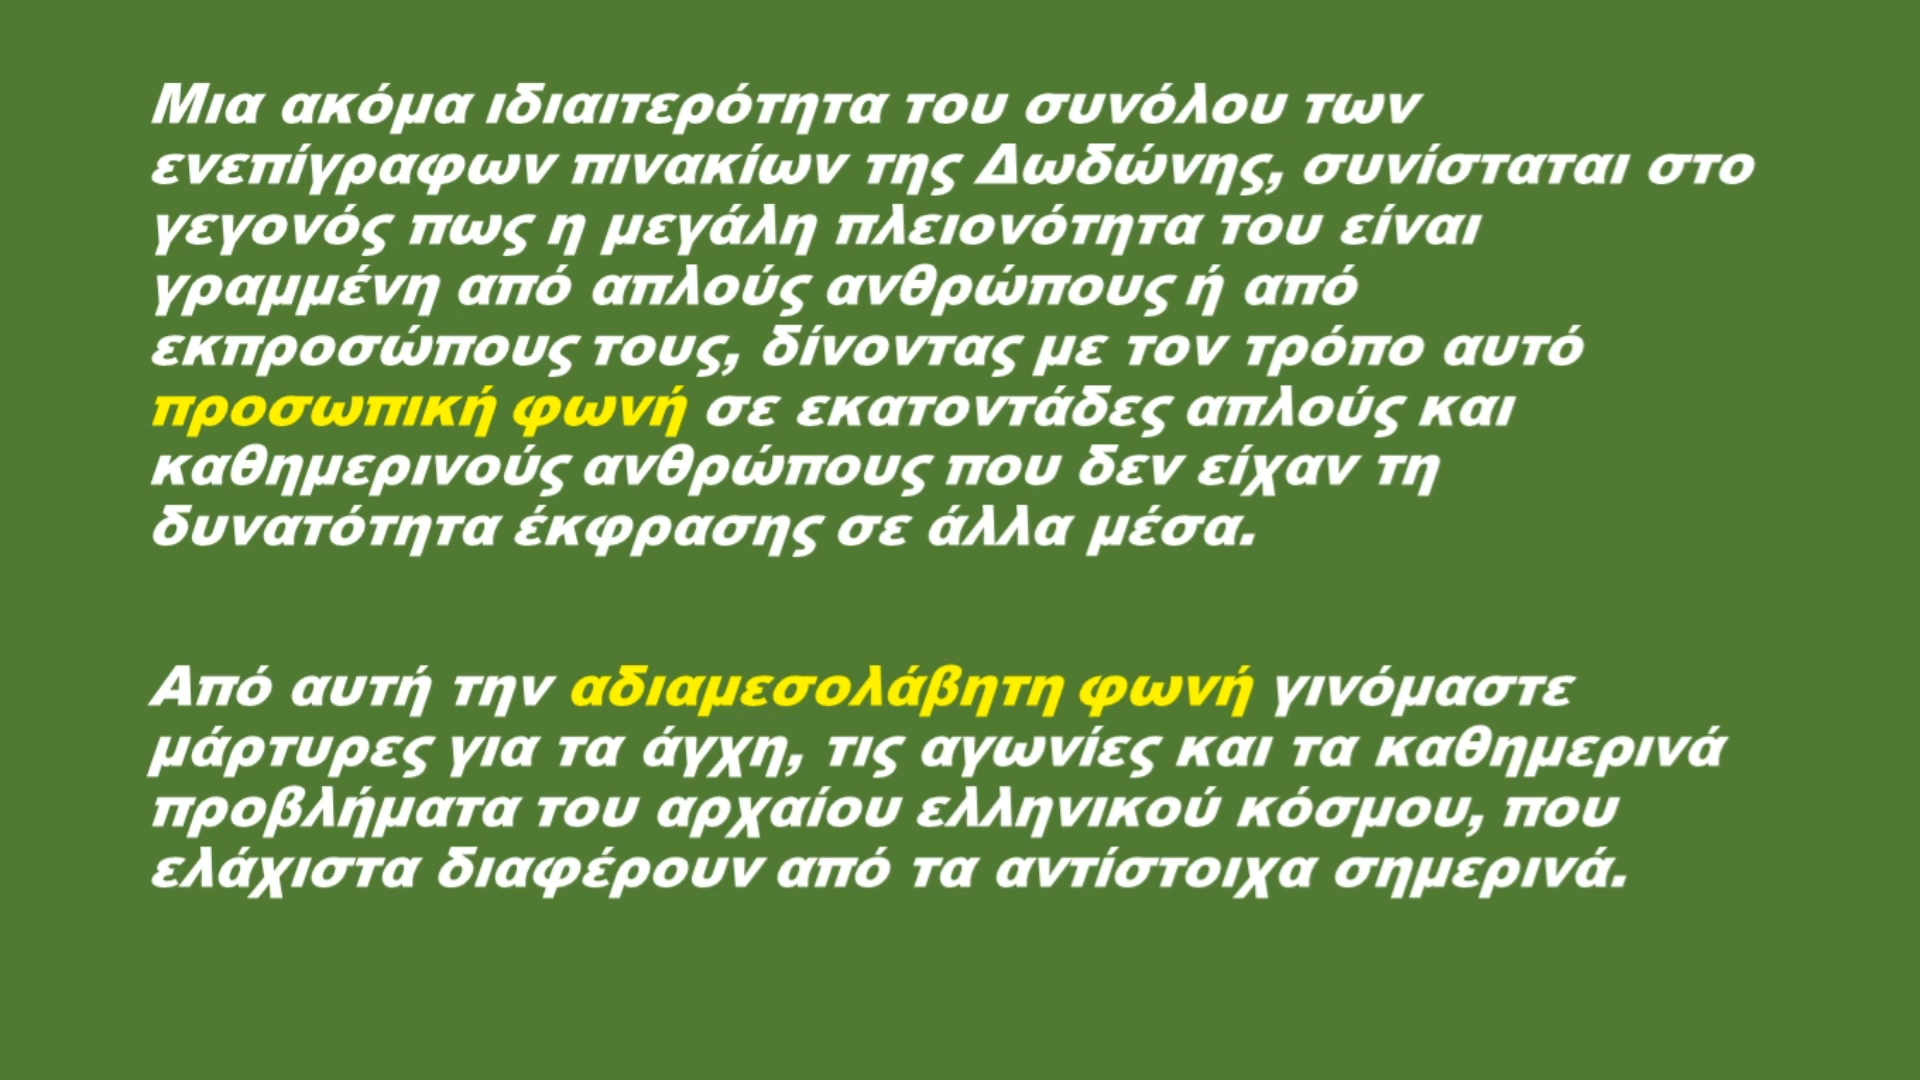 Μια ακόμα ιδιαιτερότητα του συνόλου των
ενεπίγραφων πινακίων της Δωδώνης, συνίσταται στο
γεγονός πως η μεγάλη πλειονότητα του είναι
γραμμένη από απλούς ανθρώπους ή από
εκπροσώπους τους, δίνοντας με τον τρόπο αυτό
προσωπική φωνή σε εκατοντάδες απλούς και
καθημερινούς ανθρώπους που δεν είχαν τη
δυνατότητα έκφρασης σε άλλα μέσα.
Από αυτή την αδιαμεσολάβητη φωνή γινόμαστε
μάρτυρες για τα άγχη, τις αγωνίες και τα καθημερινά
προβλήματα του αρχαίου ελληνικού κόσμου, που
ελάχιστα διαφέρουν από τα αντίστοιχα σημερινά.